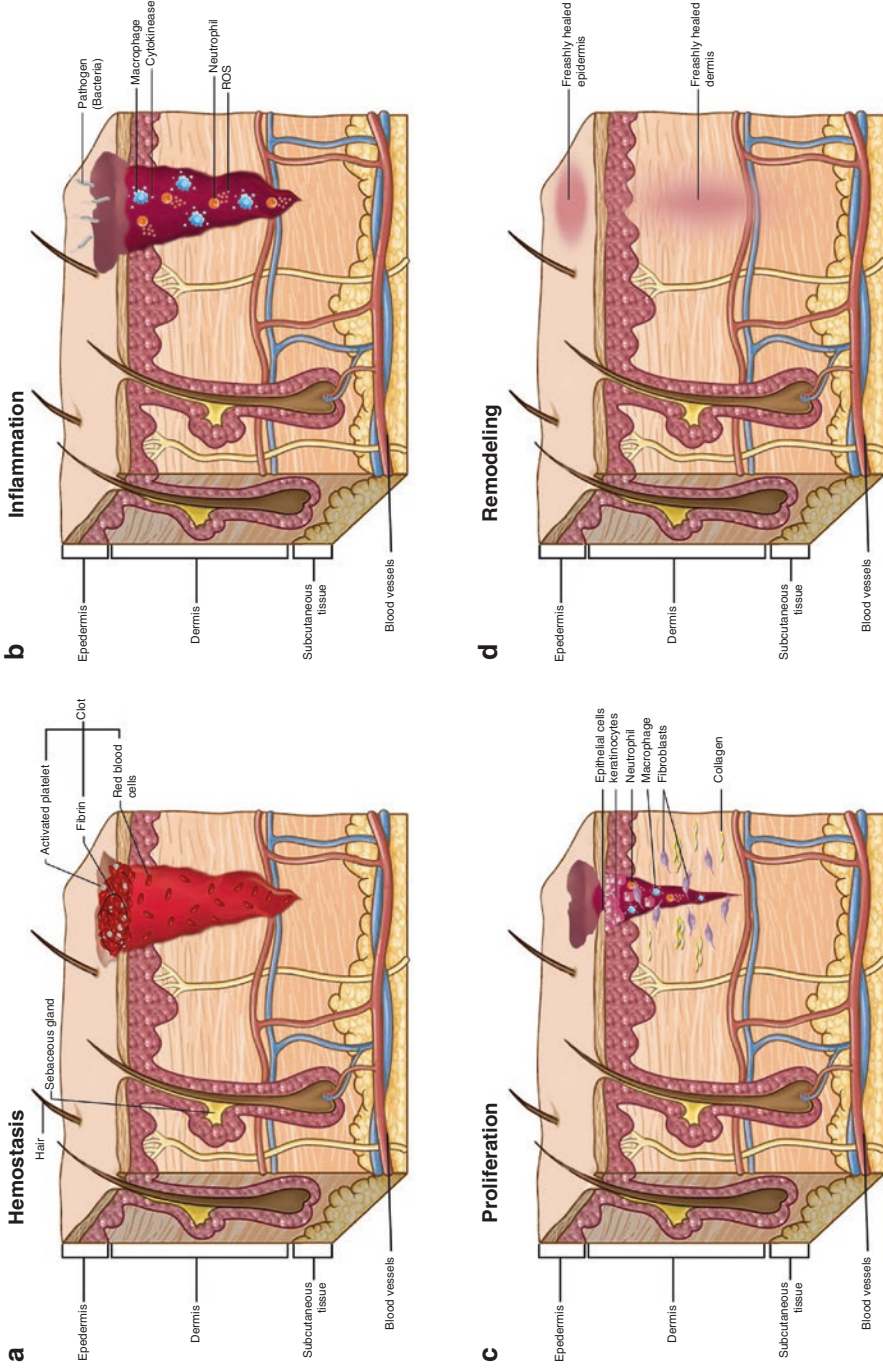 a
Hemostasis
Hair
Sebaceous gland
Activated platelet
Fibrin
Clot
Red blood
cells
Epedermis
Dermis
Subcutaneous
tissue
Blood vessels
b
Inflammation
Pathogen
(Bacteria)
Macrophage
Cytokinease
Neutrophil
ROS
Epedermis
Dermis
Subcutaneous
tissue
Blood vessels
c
Proliferation
Epithelial cells
keratinocytes
Neutrophil
Macrophage
Fibroblasts
Collagen
Epedermis
Dermis
Subcutaneous
tissue
Blood vessels
d
Remodeling
Freashly healed
epidermis
Freashly healed
dermis
Epedermis
Dermis
Subcutaneous
tissue
Blood vessels